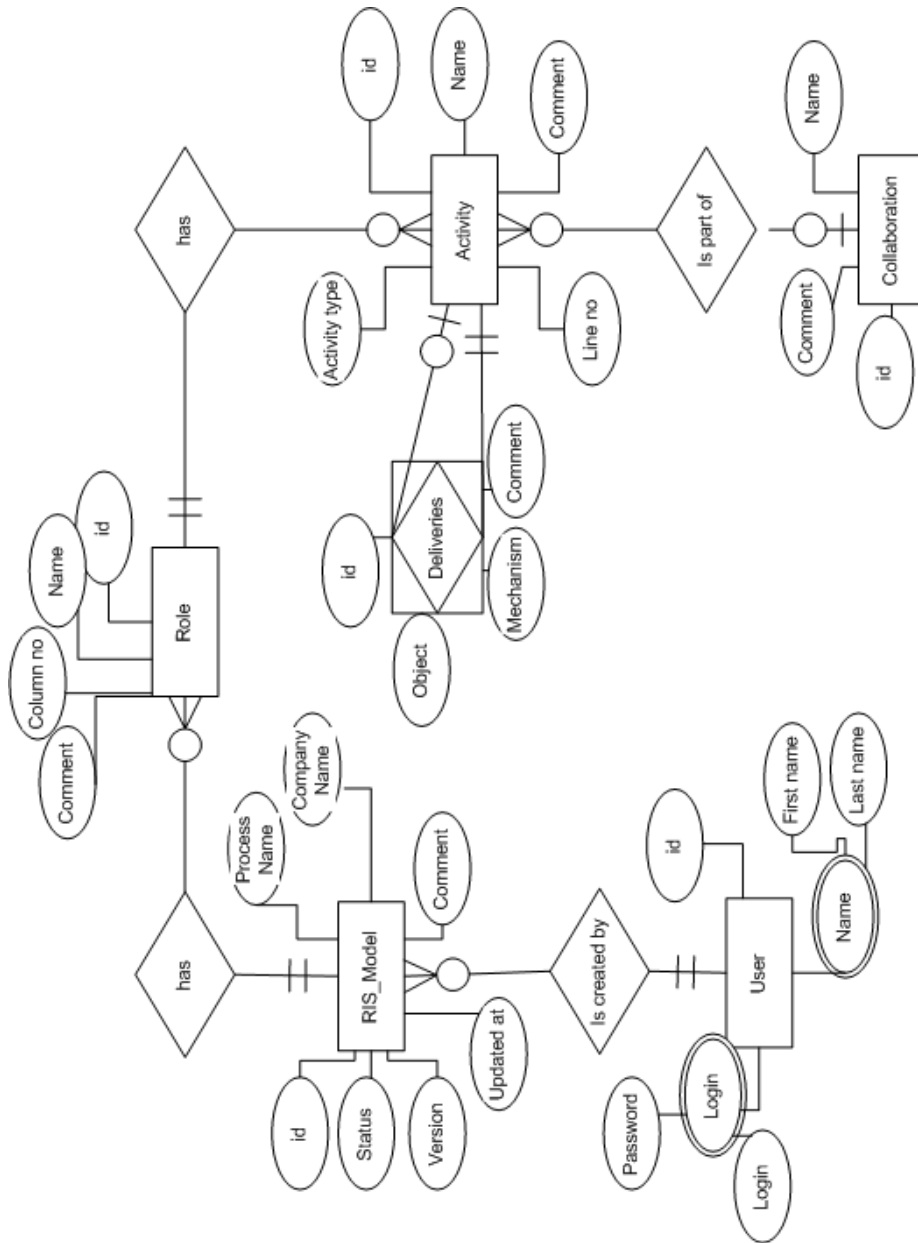 has
Role
Comment
Column no
Name
id
has
RIS_Model
id
Status
Version
Updated at
Process
Name
Company
Name
Comment
Is created by
User
Password
Login
Login
id
Name
First name
Last name
Deliveries
id
Object
Mechanism
Comment
Activity
Activity type
id
Name
Comment
Line no
Is part of
Collaboration
id
Comment
Name